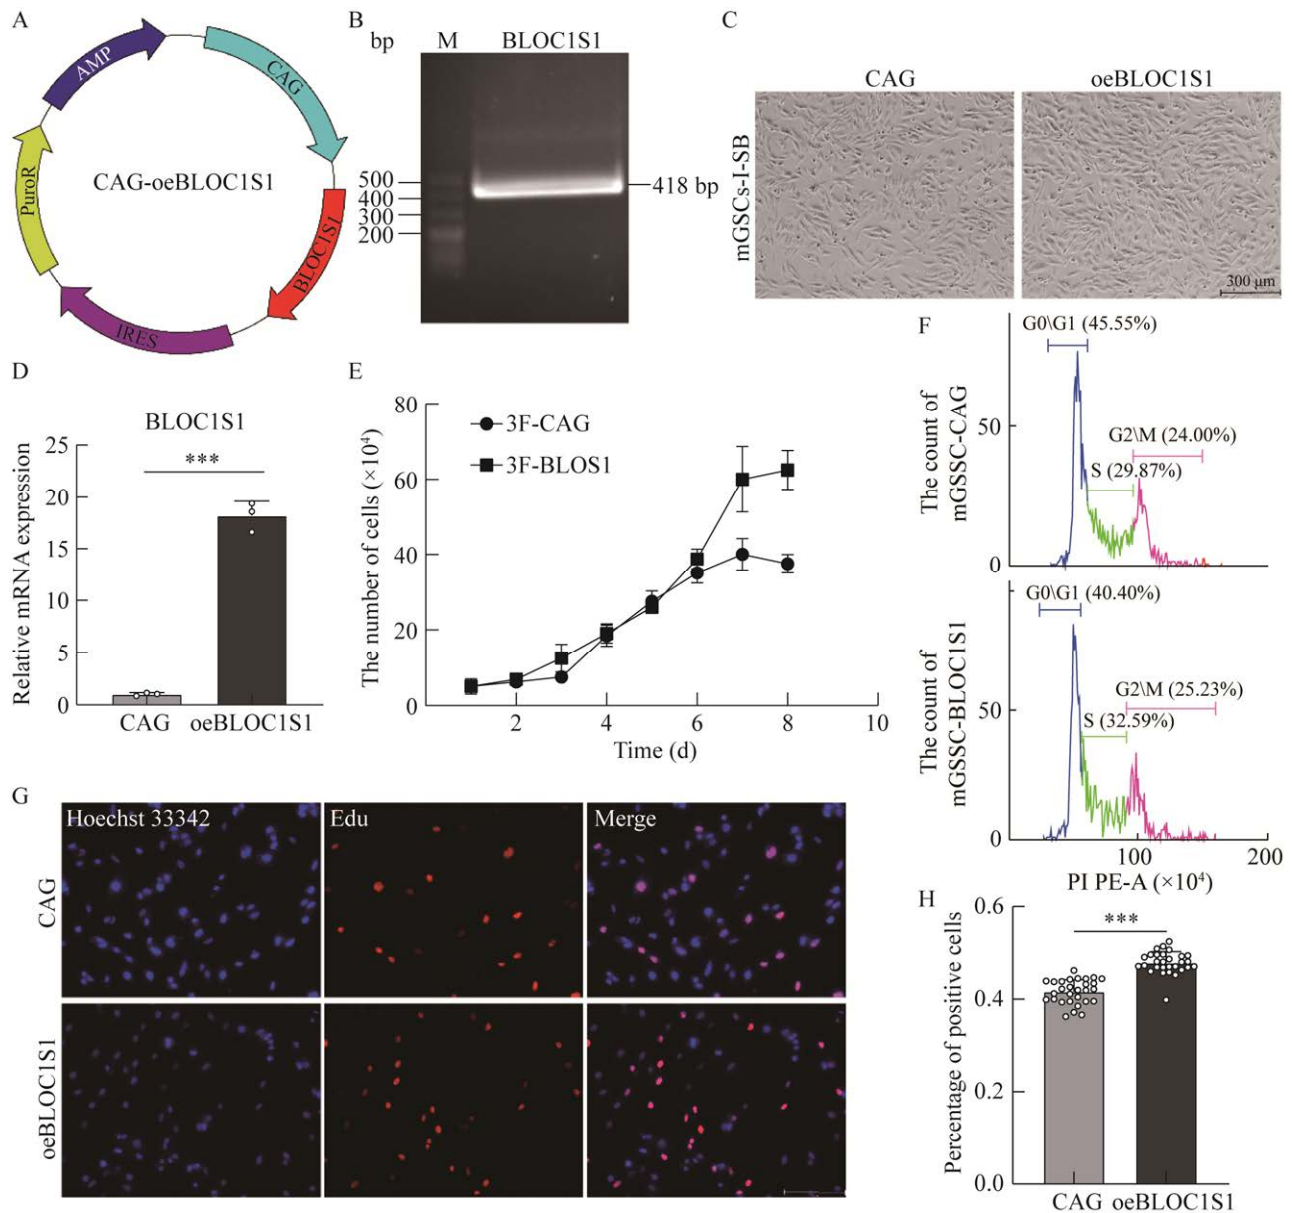 A
AMP
CAG
BLOC1S1
IRES
PuroR
CAG-oeBLOC1S1
B
bp
M
BLOC1S1
500
400
300
200
418 bp
C
CAG
oeBLOC1S1
mGSCs-I-SB
300 μm
D
BLOC1S1
***
Relative mRNA expression
25
20
15
10
5
0
CAG
oeBLOC1S1
E
The number of cells (×10⁴)
80
60
40
20
0
3F-CAG
3F-BLOS1
2
4
6
8
10
Time (d)
F
The count of
mGSSC-CAG
G0\G1 (45.55%)
G2\M (24.00%)
S (29.87%)
50
0
The count of
mGSSC-BLOC1S1
G0\G1 (40.40%)
G2\M (25.23%)
S (32.59%)
50
0
100
200
PI PE-A (×10⁴)
G
Hoechst 33342
Edu
Merge
CAG
oeBLOC1S1
H
Percentage of positive cells
0.6
0.4
0.2
0.0
***
CAG
oeBLOC1S1